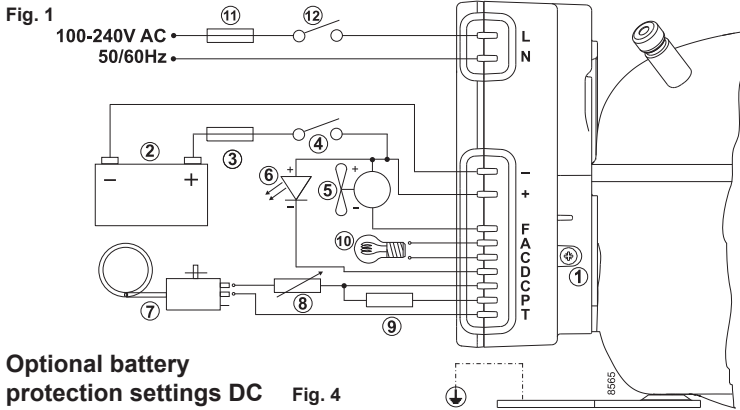 Fig. 1
100-240V AC
50/60Hz
11
12
L
N
2
3
4
−
+
6
+
−
5
+
−
10
−
+
F
A
C
D
C
P
T
1
7
8
9
8565
Optional battery
protection settings DC Fig. 4